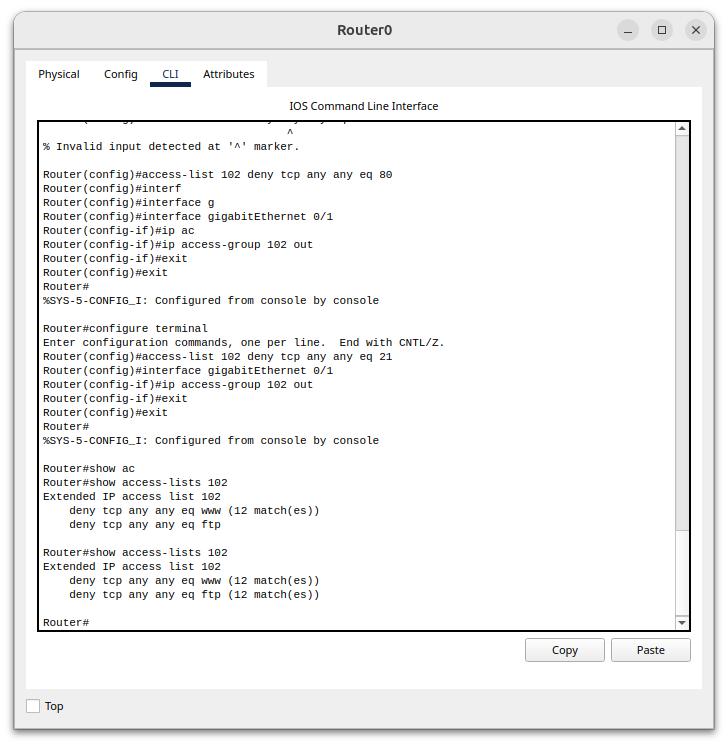 Router0
Physical Config CLI Attributes
IOS Command Line Interface
^
% Invalid input detected at '^' marker.
Router(config)#access-list 102 deny tcp any any eq 80
Router(config)#interf
Router(config)#interface g
Router(config)#interface gigabitEthernet 0/1
Router(config-if)#ip ac
Router(config-if)#ip access-group 102 out
Router(config-if)#exit
Router(config)#exit
Router#
%SYS-5-CONFIG_I: Configured from console by console
Router#configure terminal
Enter configuration commands, one per line.  End with CNTL/Z.
Router(config)#access-list 102 deny tcp any any eq 21
Router(config)#interface gigabitEthernet 0/1
Router(config-if)#ip access-group 102 out
Router(config-if)#exit
Router(config)#exit
Router#
%SYS-5-CONFIG_I: Configured from console by console
Router#show ac
Router#show access-lists 102
Extended IP access list 102
    deny tcp any any eq www (12 match(es))
    deny tcp any any eq ftp
Router#show access-lists 102
Extended IP access list 102
    deny tcp any any eq www (12 match(es))
    deny tcp any any eq ftp (12 match(es))
Router#
Copy Paste
Top